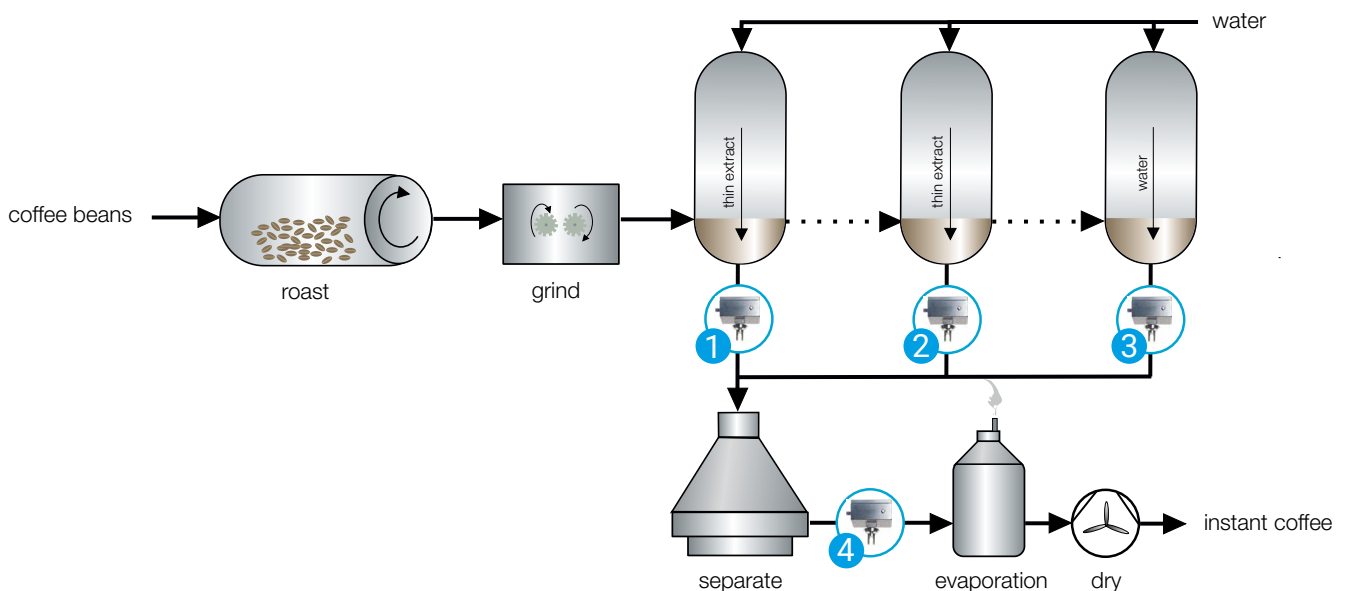 water
thin extract
thin extract
water
coffee beans
roast
grind
1
2
3
4
instant coffee
separate
evaporation
dry